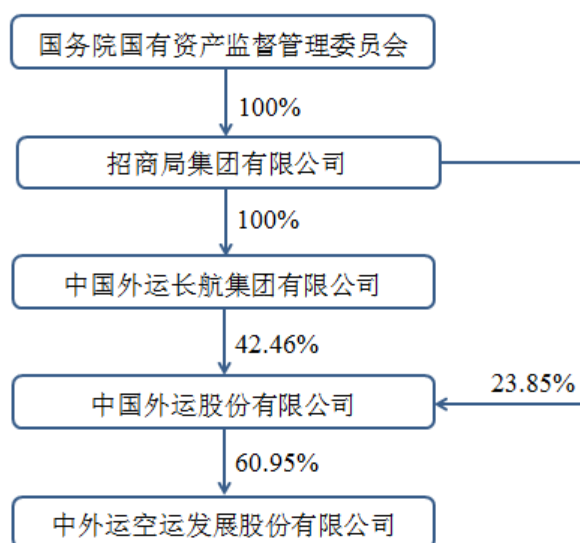 国务院国有资产监督管理委员会
100%
招商局集团有限公司
100%
中国外运长航集团有限公司
42.46%
中国外运股份有限公司
23.85%
60.95%
中外运空运发展股份有限公司